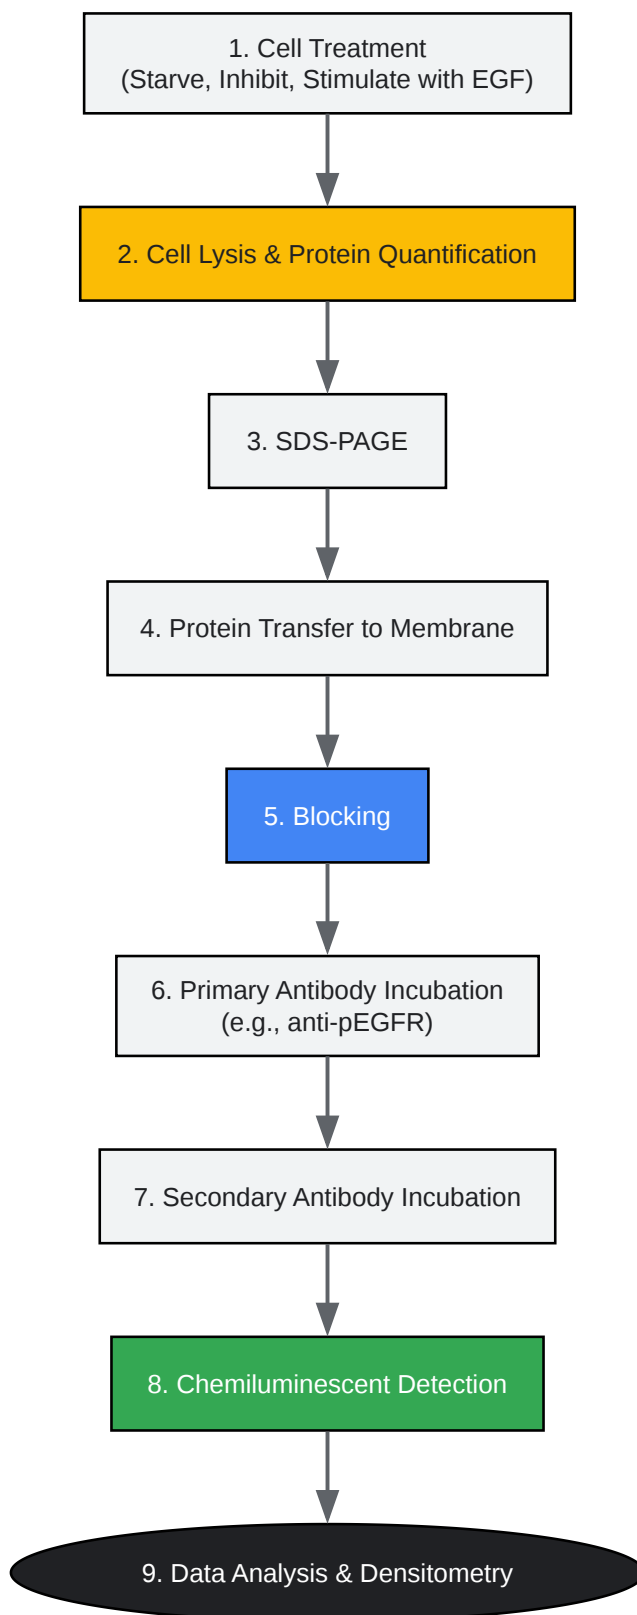 1. Cell Treatment
(Starve, Inhibit, Stimulate with EGF)
2. Cell Lysis & Protein Quantification
3. SDS-PAGE
4. Protein Transfer to Membrane
5. Blocking
6. Primary Antibody Incubation
(e.g., anti-pEGFR)
7. Secondary Antibody Incubation
8. Chemiluminescent Detection
9. Data Analysis & Densitometry